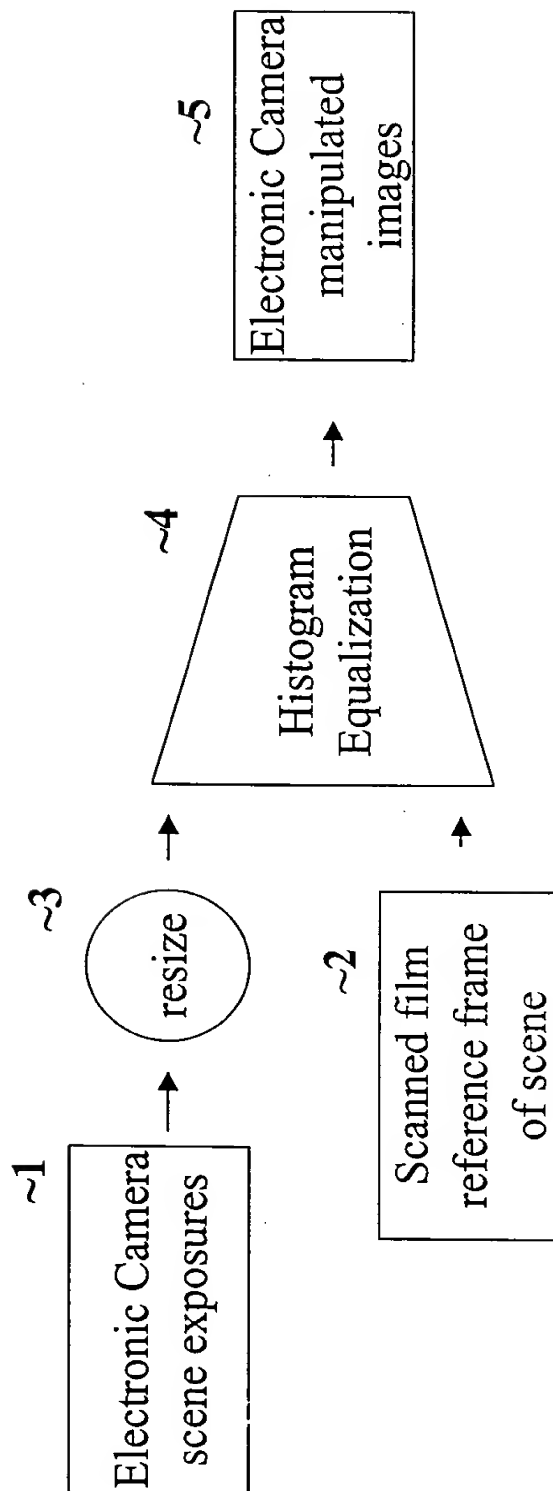 ~1
Electronic Camera
scene exposures
~3
resize
~2
Scanned film
reference frame
of scene
~4
Histogram
Equalization
~5
Electronic Camera
manipulated
images